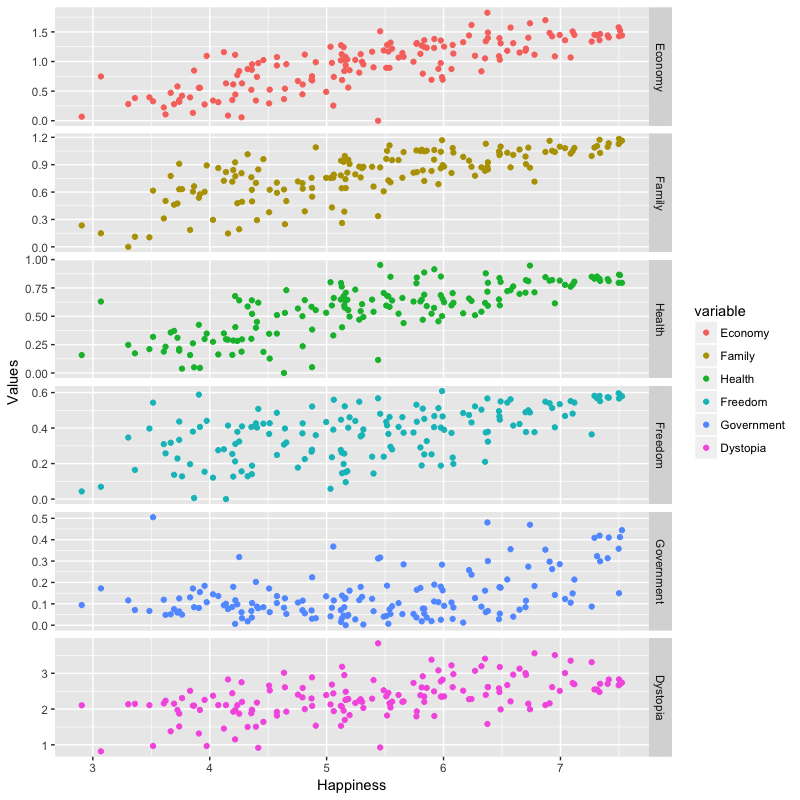 1.5
1.0
0.5
0.0
Economy
1.2
0.9
0.6
0.3
0.0
Family
1.00
0.75
0.50
0.25
0.00
Health
0.6
0.4
0.2
0.0
Freedom
0.5
0.4
0.3
0.2
0.1
0.0
Government
3
2
1
Dystopia
Values
3 4 5 6 7
Happiness
variable
Economy
Family
Health
Freedom
Government
Dystopia